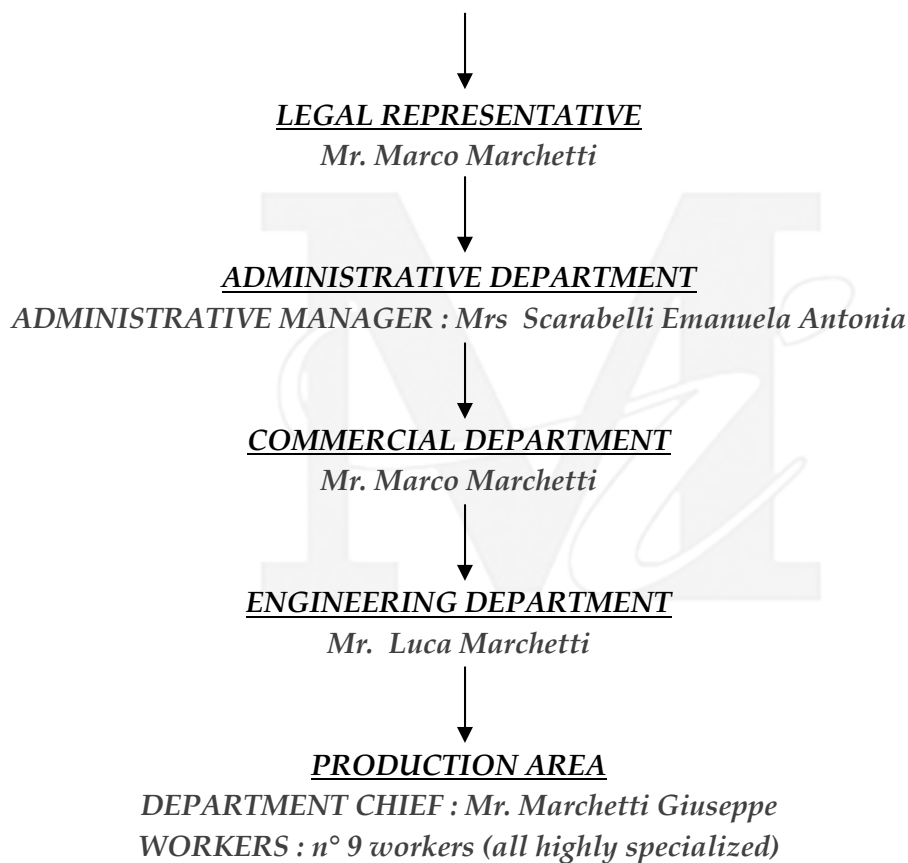 LEGAL REPRESENTATIVE
Mr. Marco Marchetti
ADMINISTRATIVE DEPARTMENT
ADMINISTRATIVE MANAGER : Mrs Scarabelli Emanuela Antonia
COMMERCIAL DEPARTMENT
Mr. Marco Marchetti
ENGINEERING DEPARTMENT
Mr. Luca Marchetti
PRODUCTION AREA
DEPARTMENT CHIEF : Mr. Marchetti Giuseppe
WORKERS : n° 9 workers (all highly specialized)